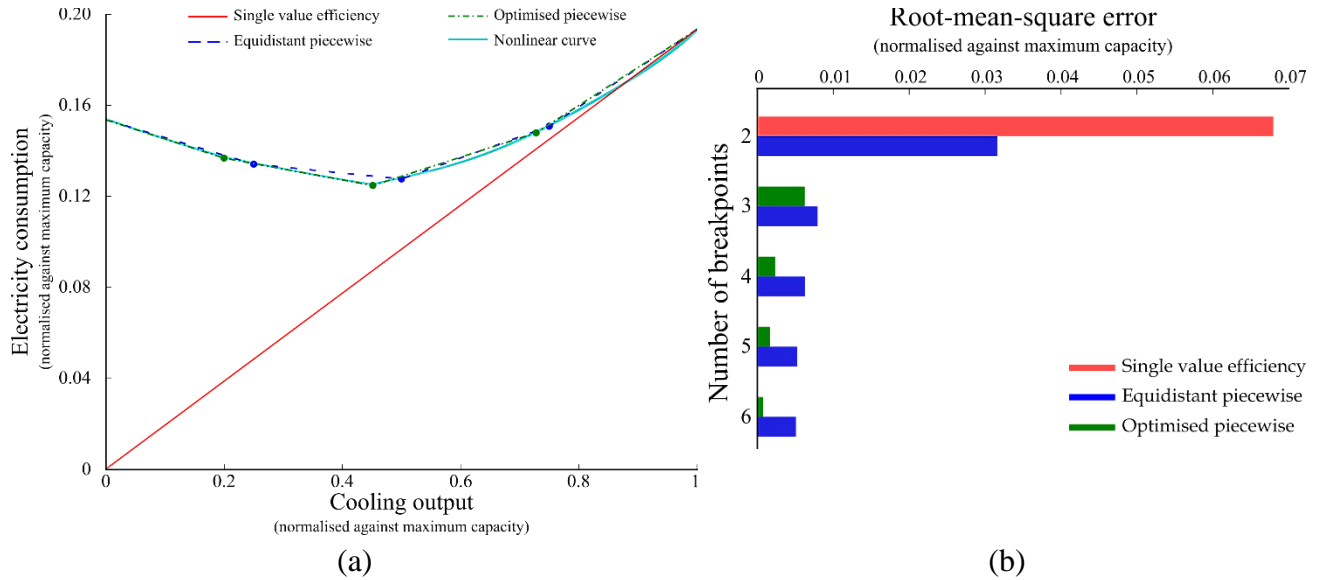 Single value efficiency
Equidistant piecewise
Optimised piecewise
Nonlinear curve
0.20
0.16
0.12
0.08
0.04
0
Electricity consumption
(normalised against maximum capacity)
0 0.2 0.4 0.6 0.8 1
Cooling output
(normalised against maximum capacity)
(a)
Root-mean-square error
(normalised against maximum capacity)
0 0.01 0.02 0.03 0.04 0.05 0.06 0.07
Number of breakpoints
2
3
4
5
6
Single value efficiency
Equidistant piecewise
Optimised piecewise
(b)